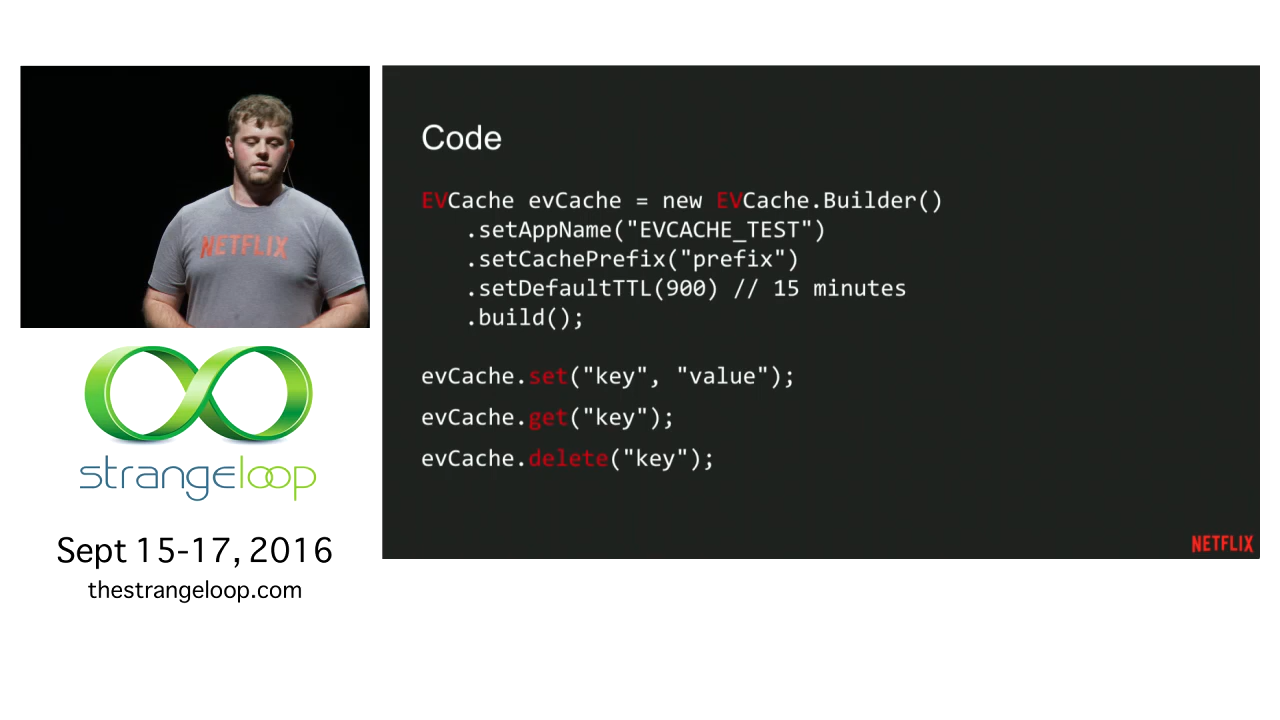 NETFLIX
strangeloop
Sept 15-17, 2016
thestrangeloop.com
Code
EVCache evCache = new EVCache.Builder()
.setAppName("EVCACHE_TEST")
.setCachePrefix("prefix")
.setDefaultTTL(900) // 15 minutes
.build();
evCache.set("key", "value");
evCache.get("key");
evCache.delete("key");
NETFLIX